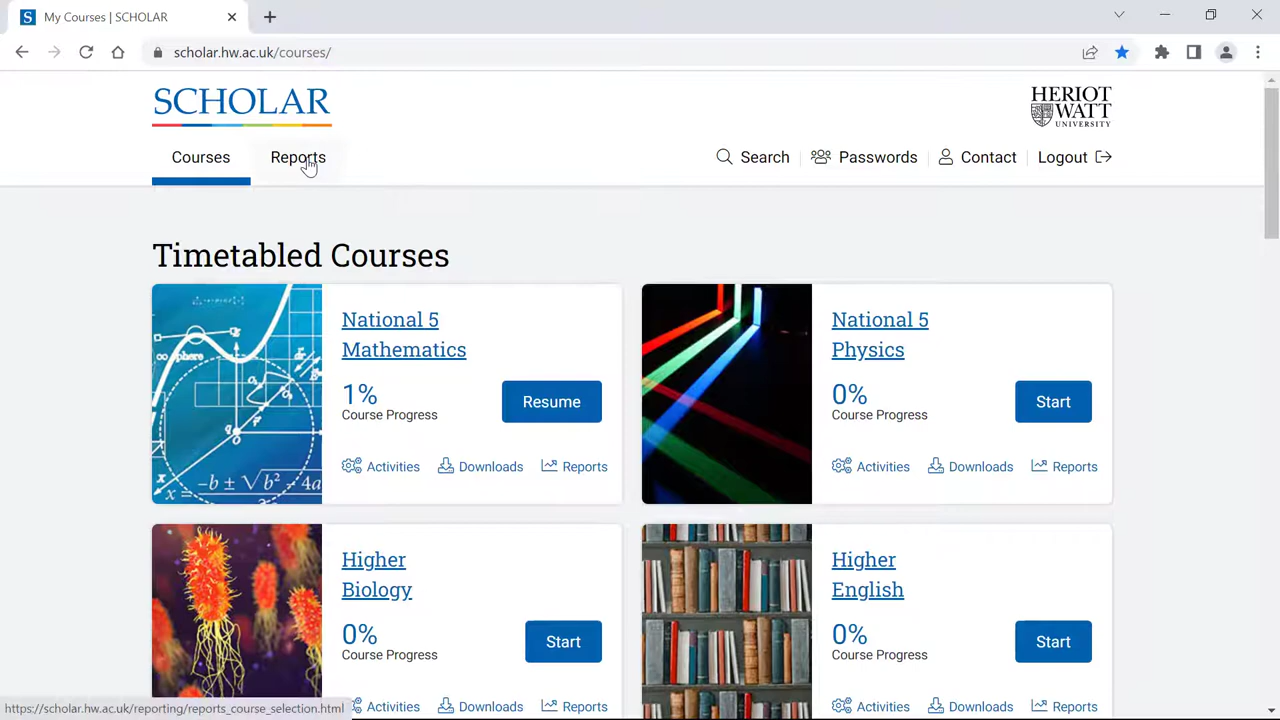 My Courses | SCHOLAR
scholar.hw.ac.uk/courses/
SCHOLAR
HERIOT
WATT
UNIVERSITY
Courses Reports Search Passwords Contact Logout
Timetabled Courses
National 5
Mathematics
1%
Course Progress
Resume
Activities Downloads Reports
National 5
Physics
0%
Course Progress
Start
Activities Downloads Reports
Higher
Biology
0%
Course Progress
Start
Activities Downloads Reports
Higher
English
0%
Course Progress
Start
Activities Downloads Reports
https://scholar.hw.ac.uk/reporting/reports_course_selection.html